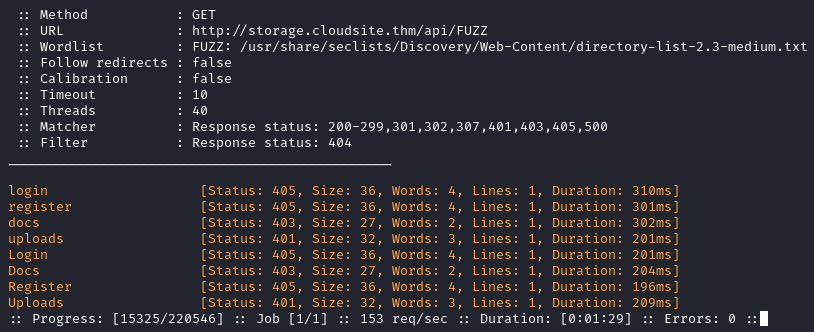 :: Method : GET
:: URL : http://storage.cloudsite.thm/api/FUZZ
:: Wordlist : FUZZ: /usr/share/seclists/Discovery/Web-Content/directory-list-2.3-medium.txt
:: Follow redirects : false
:: Calibration : false
:: Timeout : 10
:: Threads : 40
:: Matcher : Response status: 200-299,301,302,307,401,403,405,500
:: Filter : Response status: 404
________________________________________________
login [Status: 405, Size: 36, Words: 4, Lines: 1, Duration: 310ms]
register [Status: 405, Size: 36, Words: 4, Lines: 1, Duration: 301ms]
docs [Status: 403, Size: 27, Words: 2, Lines: 1, Duration: 302ms]
uploads [Status: 401, Size: 32, Words: 3, Lines: 1, Duration: 201ms]
Login [Status: 405, Size: 36, Words: 4, Lines: 1, Duration: 201ms]
Docs [Status: 403, Size: 27, Words: 2, Lines: 1, Duration: 204ms]
Register [Status: 405, Size: 36, Words: 4, Lines: 1, Duration: 196ms]
Uploads [Status: 401, Size: 32, Words: 3, Lines: 1, Duration: 209ms]
:: Progress: [15325/220546] :: Job [1/1] :: 153 req/sec :: Duration: [0:01:29] :: Errors: 0 ::